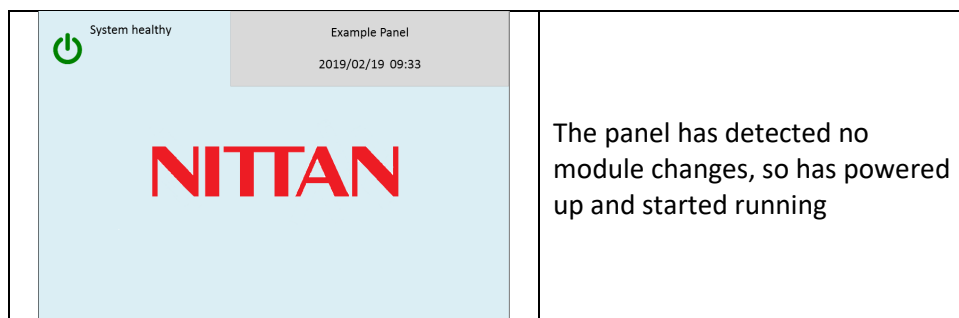 System healthy
Example Panel
2019/02/19 09:33
NITTAN
The panel has detected no
module changes, so has powered
up and started running